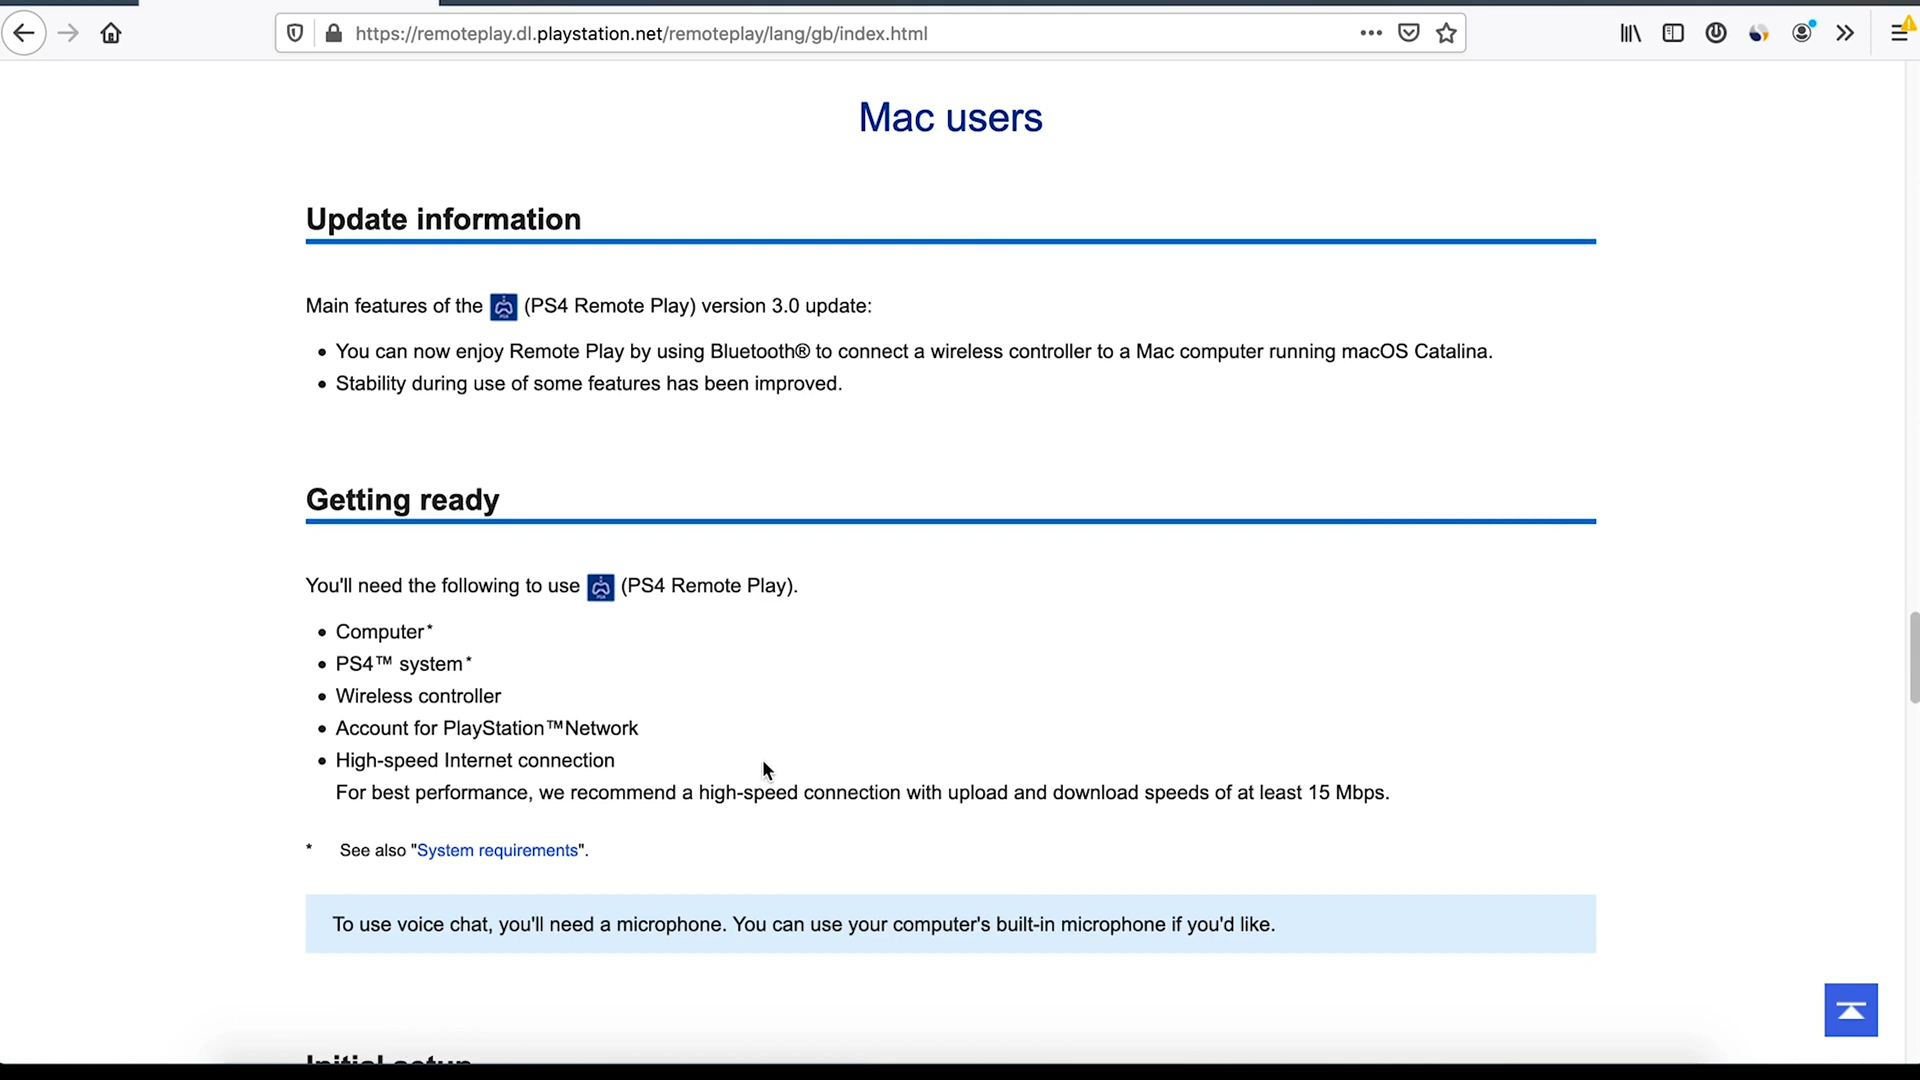 https://remoteplay.dl.playstation.net/remoteplay/lang/gb/index.html
Mac users
Update information
Main features of the (PS4 Remote Play) version 3.0 update:
• You can now enjoy Remote Play by using Bluetooth® to connect a wireless controller to a Mac computer running macOS Catalina.
• Stability during use of some features has been improved.
Getting ready
You'll need the following to use (PS4 Remote Play).
• Computer*
• PS4™ system*
• Wireless controller
• Account for PlayStation™Network
• High-speed Internet connection
For best performance, we recommend a high-speed connection with upload and download speeds of at least 15 Mbps.
* See also "System requirements".
To use voice chat, you'll need a microphone. You can use your computer's built-in microphone if you'd like.
Initial setup